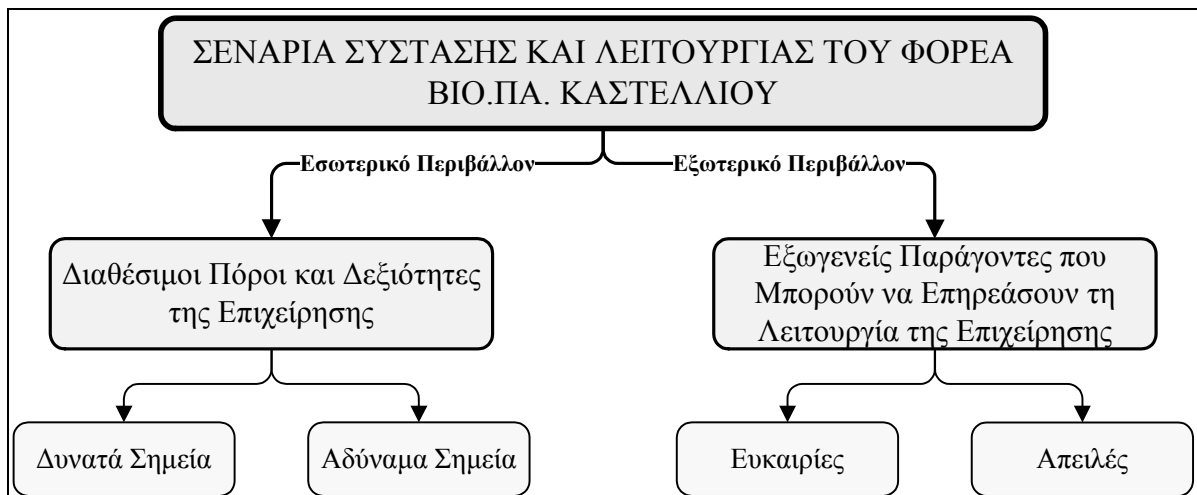 ΣΕΝΑΡΙΑ ΣΥΣΤΑΣΗΣ ΚΑΙ ΛΕΙΤΟΥΡΓΙΑΣ ΤΟΥ ΦΟΡΕΑ
ΒΙΟ.ΠΑ. ΚΑΣΤΕΛΛΙΟΥ
Εσωτερικό Περιβάλλον
Εξωτερικό Περιβάλλον
Διαθέσιμοι Πόροι και Δεξιότητες
της Επιχείρησης
Εξωγενείς Παράγοντες που
Μπορούν να Επηρεάσουν τη
Λειτουργία της Επιχείρησης
Δυνατά Σημεία
Αδύναμα Σημεία
Ευκαιρίες
Απειλές